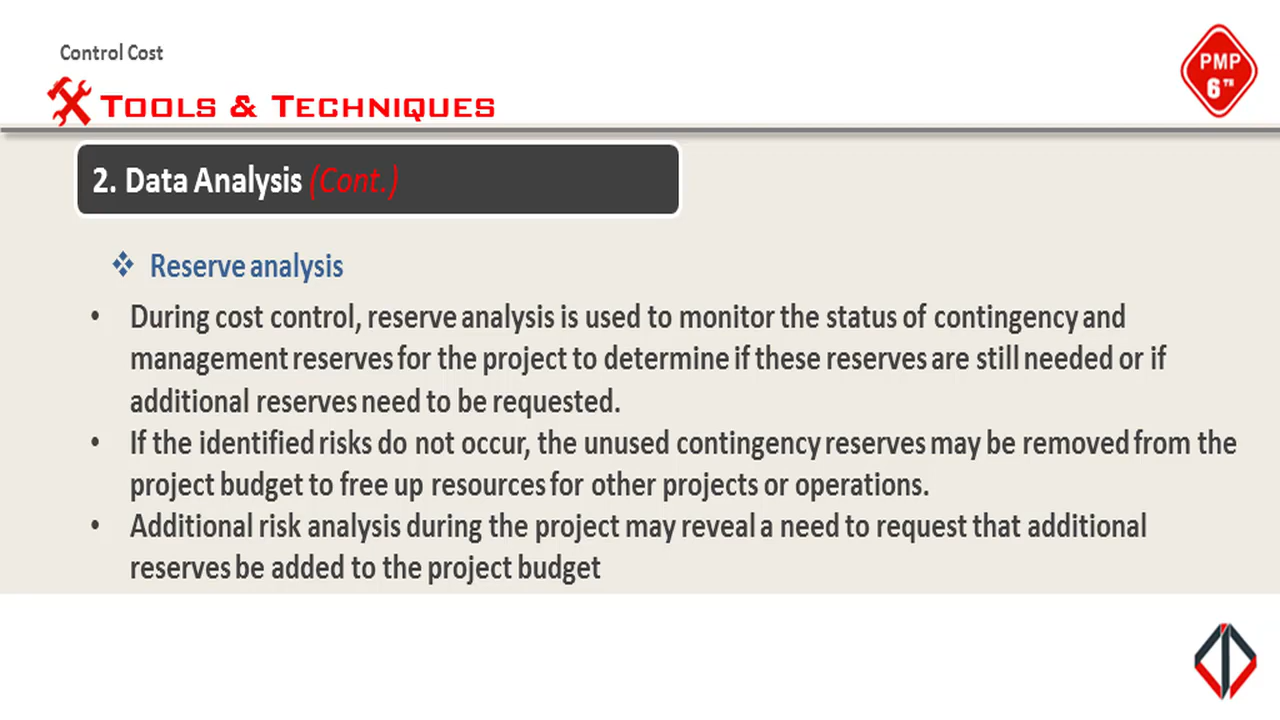 Control Cost
PMP
6TH
TOOLS & TECHNIQUES
2. Data Analysis (Cont.)
❖ Reserve analysis
• During cost control, reserve analysis is used to monitor the status of contingency and
management reserves for the project to determine if these reserves are still needed or if
additional reserves need to be requested.
• If the identified risks do not occur, the unused contingency reserves may be removed from the
project budget to free up resources for other projects or operations.
• Additional risk analysis during the project may reveal a need to request that additional
reserves be added to the project budget